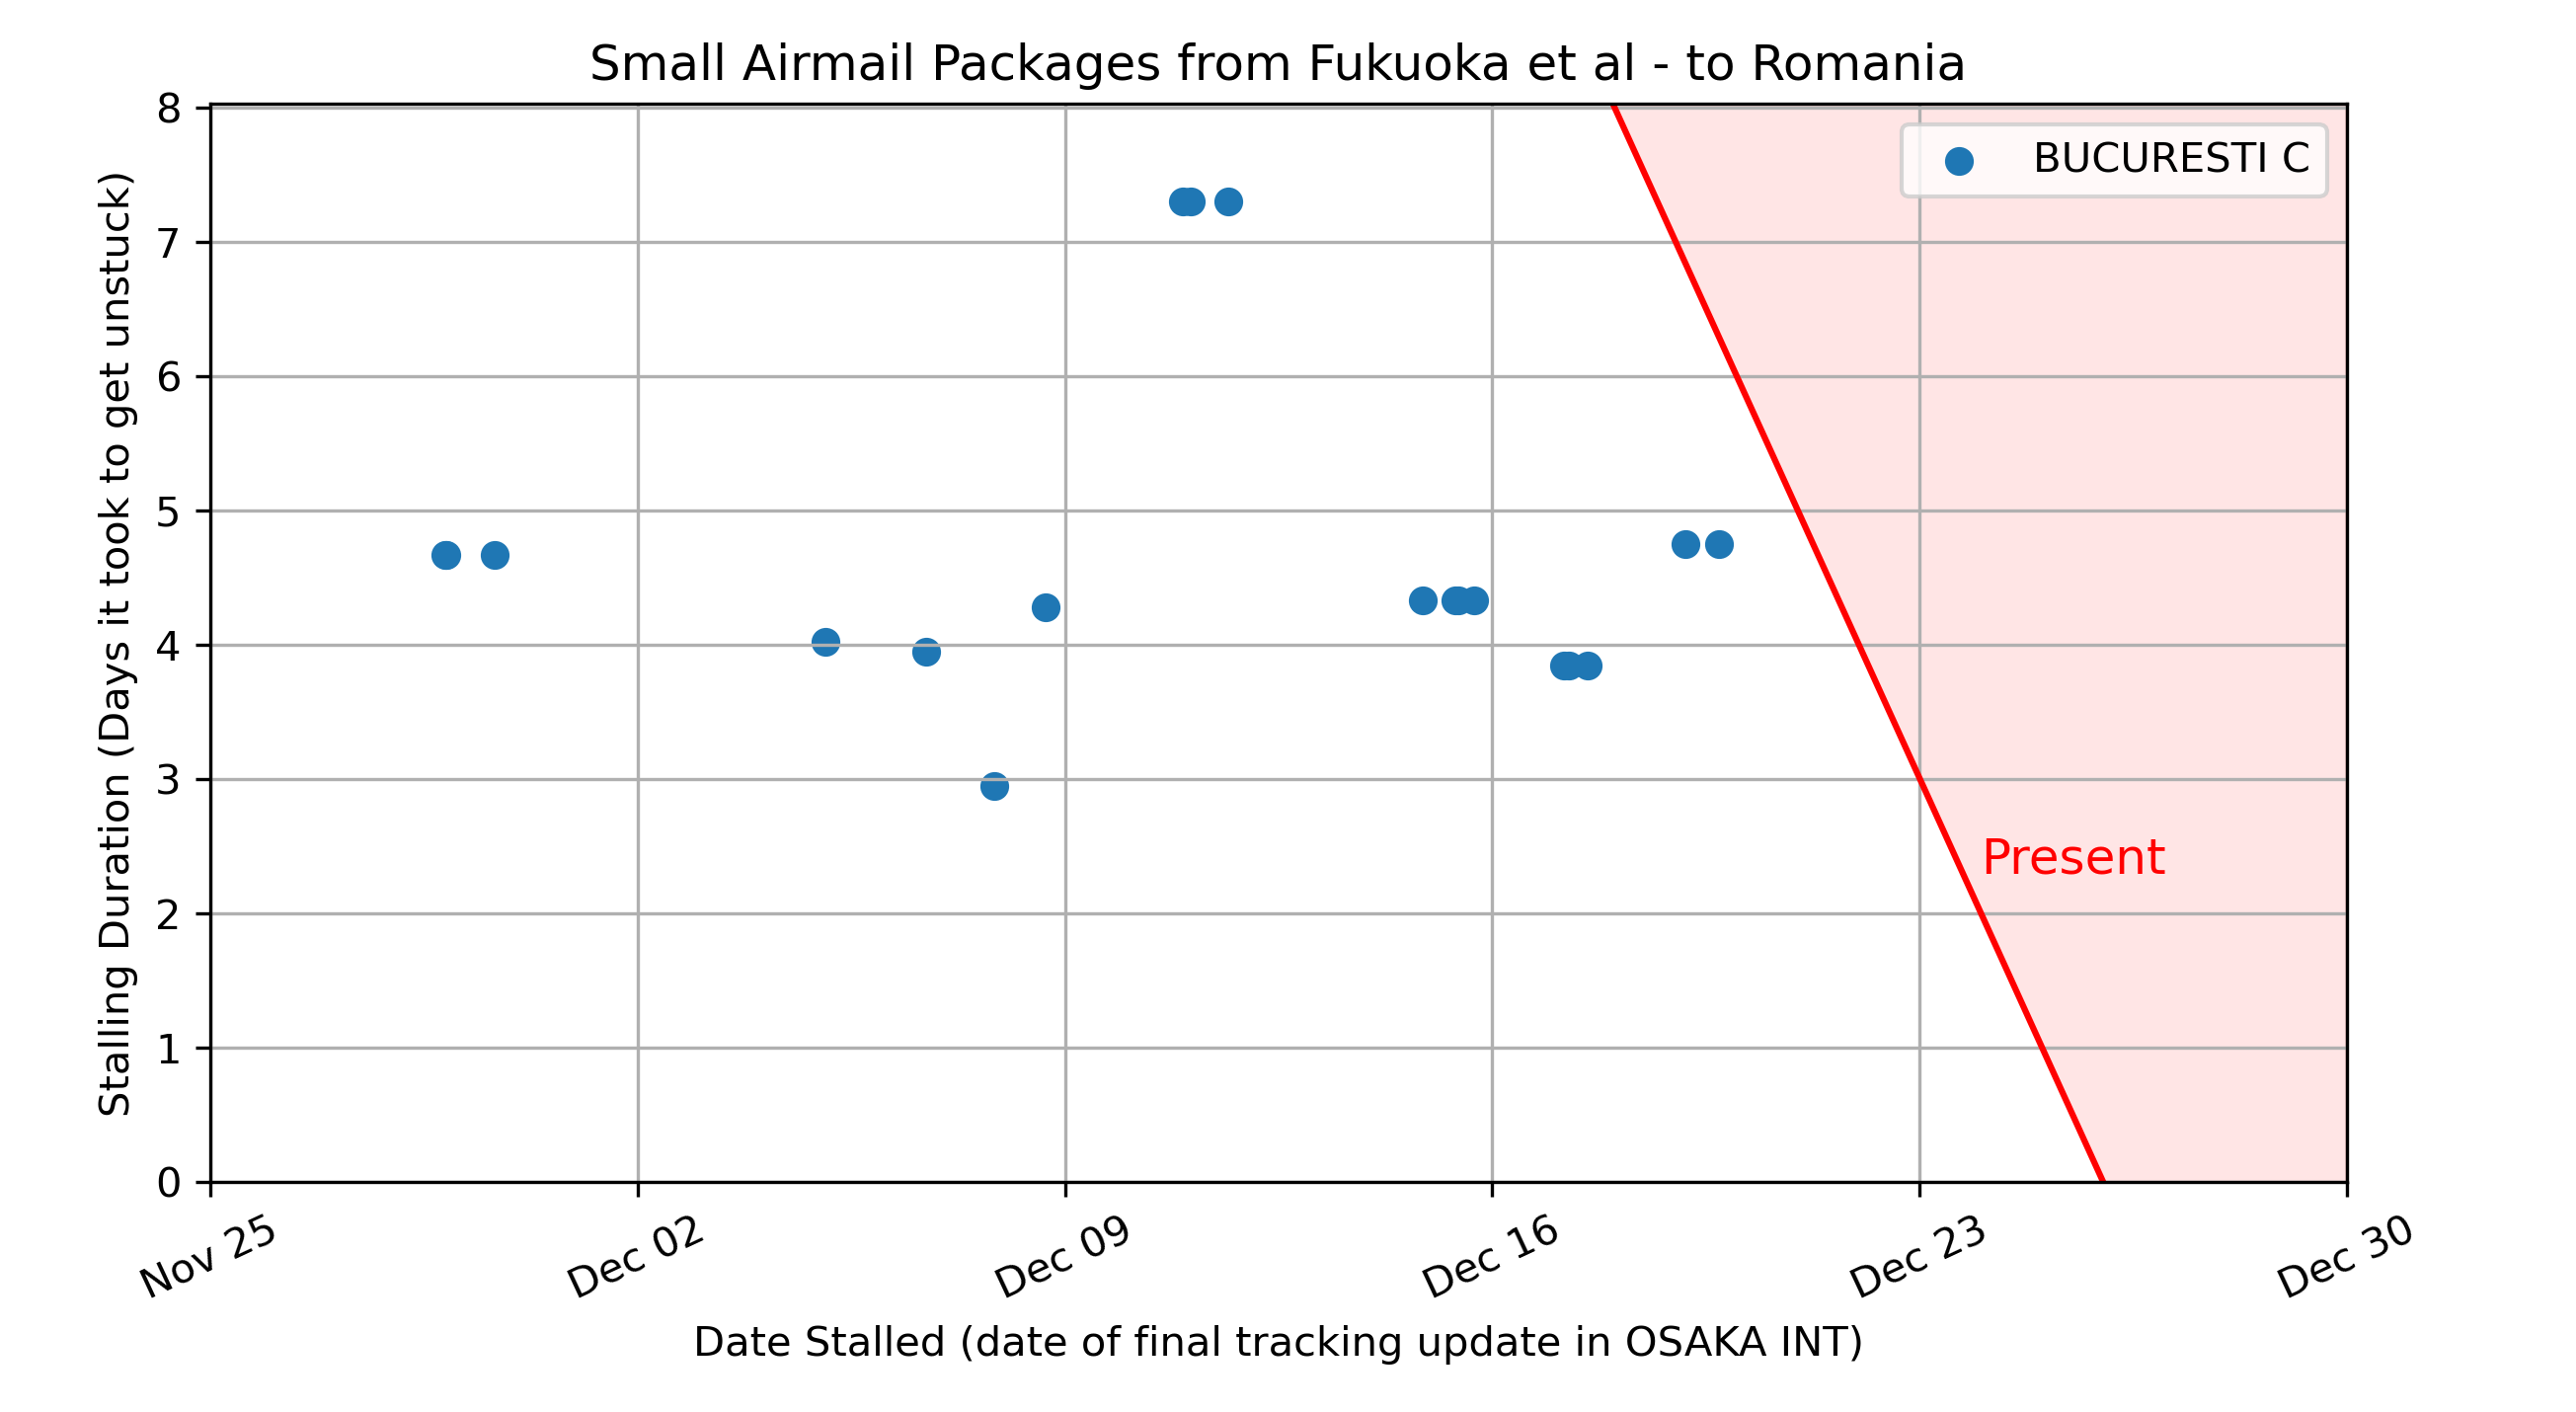 Small Airmail Packages from Fukuoka et al - to Romania
BUCURESTI C
Present
Stalling Duration (Days it took to get unstuck)
8
7
6
5
4
3
2
1
0
Nov 25
Dec 02
Dec 09
Dec 16
Dec 23
Dec 30
Date Stalled (date of final tracking update in OSAKA INT)